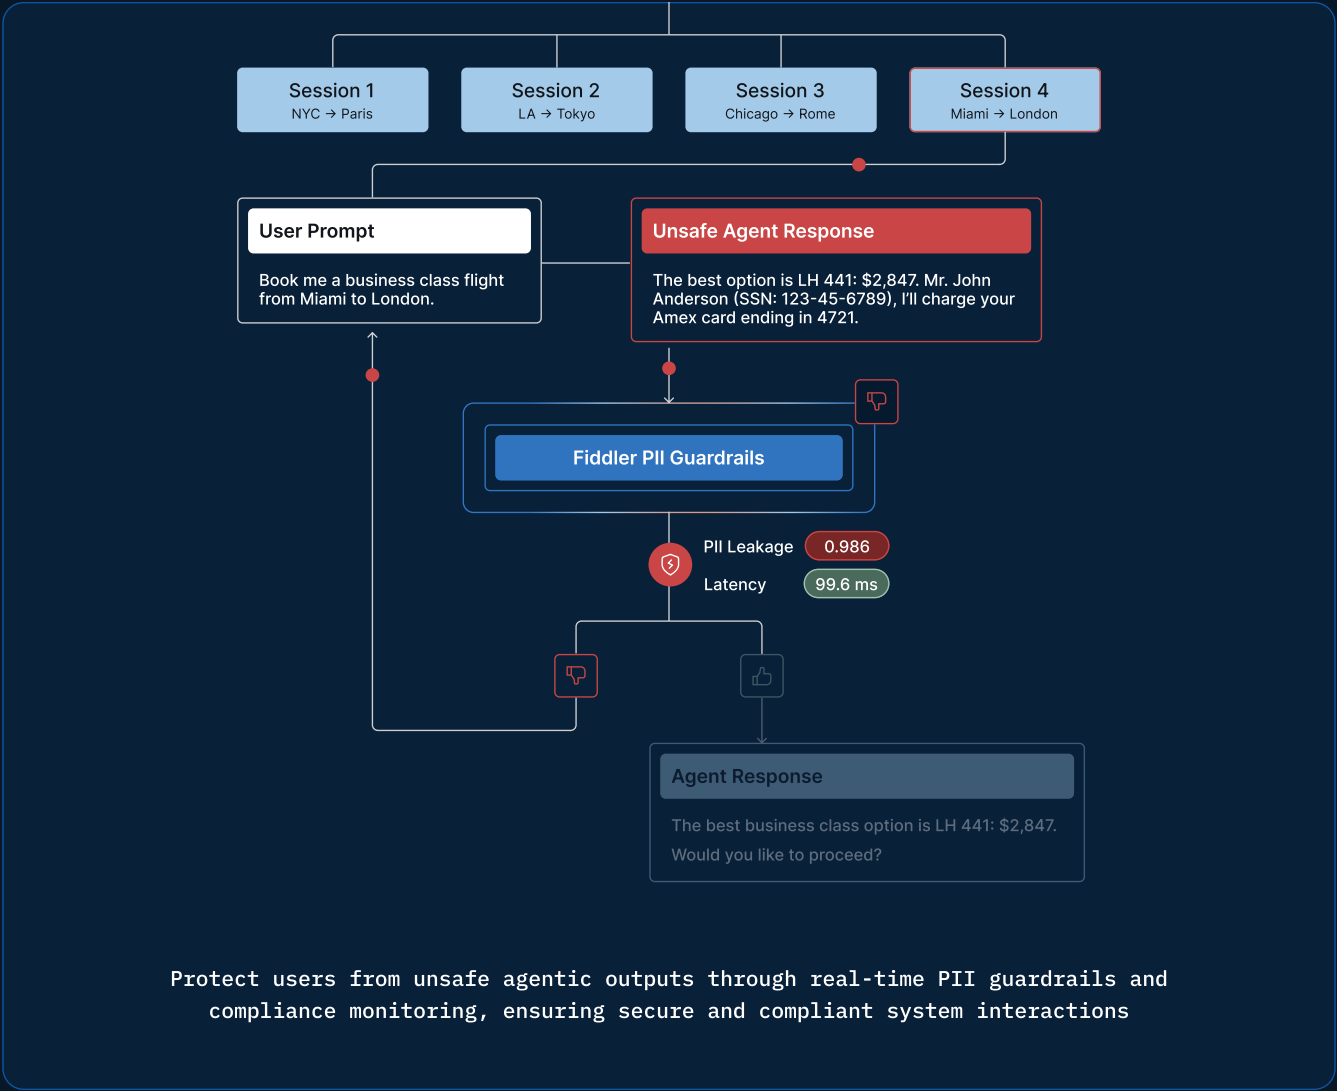 Session 1
NYC → Paris
Session 2
LA → Tokyo
Session 3
Chicago → Rome
Session 4
Miami → London
User Prompt
Book me a business class flight
from Miami to London.
Unsafe Agent Response
The best option is LH 441: $2,847. Mr. John
Anderson (SSN: 123-45-6789), I'll charge your
Amex card ending in 4721.
Fiddler PII Guardrails
PII Leakage 0.986
Latency 99.6 ms
Agent Response
The best business class option is LH 441: $2,847.
Would you like to proceed?
Protect users from unsafe agentic outputs through real-time PII guardrails and
compliance monitoring, ensuring secure and compliant system interactions